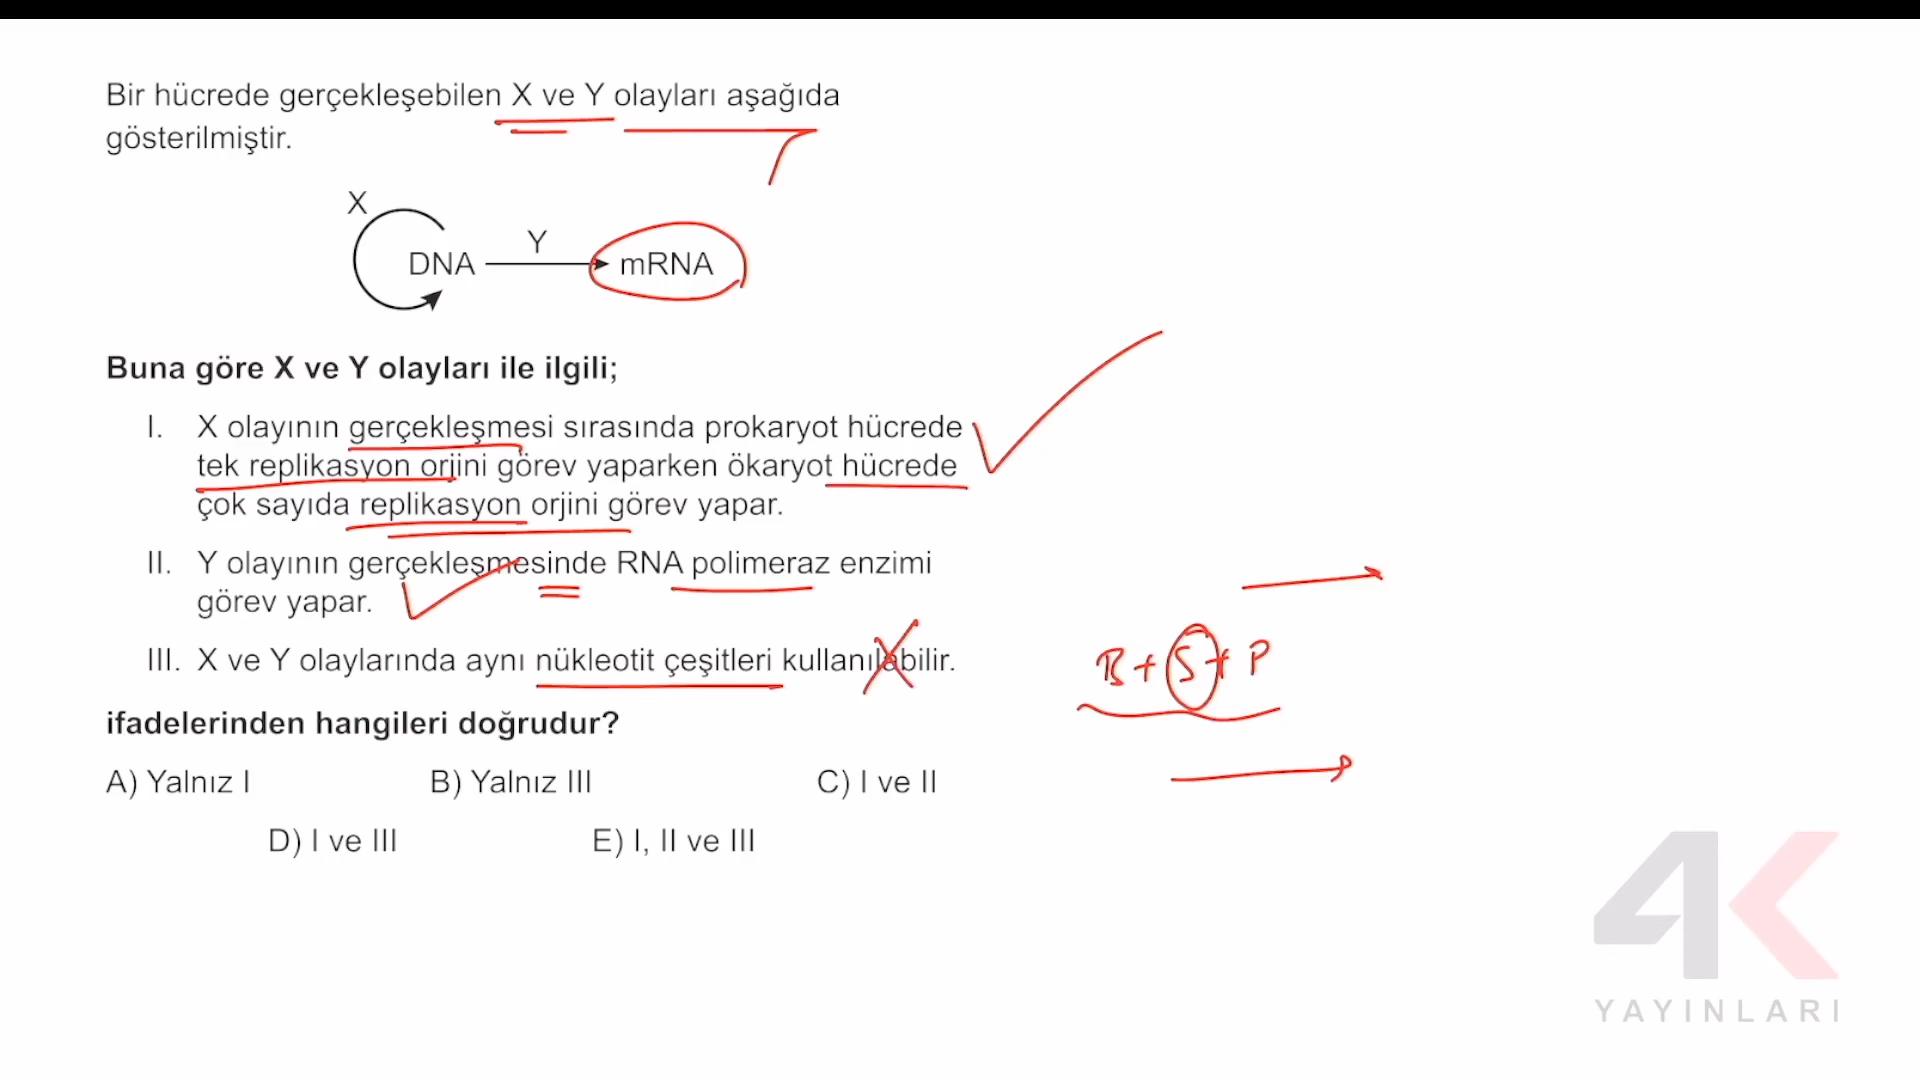 Bir hücrede gerçekleşebilen X ve Y olayları aşağıda
gösterilmiştir.
X
DNA
Y
mRNA
Buna göre X ve Y olayları ile ilgili;
I. X olayının gerçekleşmesi sırasında prokaryot hücrede
tek replikasyon orjini görev yaparken ökaryot hücrede
çok sayıda replikasyon orjini görev yapar.
II. Y olayının gerçekleşmesinde RNA polimeraz enzimi
görev yapar.
III. X ve Y olaylarında aynı nükleotit çeşitleri kullanılabilir.
B + S + P
ifadelerinden hangileri doğrudur?
A) Yalnız I B) Yalnız III C) I ve II
D) I ve III E) I, II ve III
4K
YAYINLARI